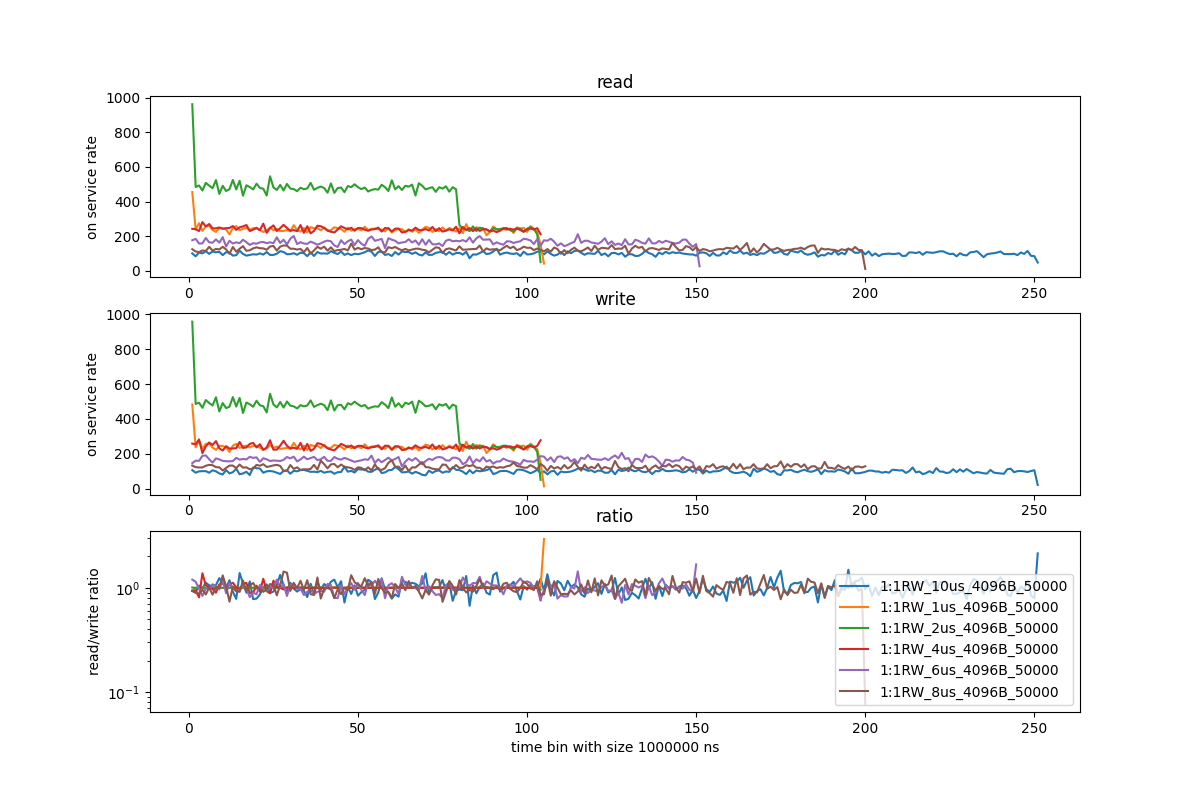 read
1000
800
600
400
200
0
on service rate
0 50 100 150 200 250
write
1000
800
600
400
200
0
on service rate
0 50 100 150 200 250
ratio
10⁰
10⁻¹
read/write ratio
1:1RW_10us_4096B_50000
1:1RW_1us_4096B_50000
1:1RW_2us_4096B_50000
1:1RW_4us_4096B_50000
1:1RW_6us_4096B_50000
1:1RW_8us_4096B_50000
0 50 100 150 200 250
time bin with size 1000000 ns